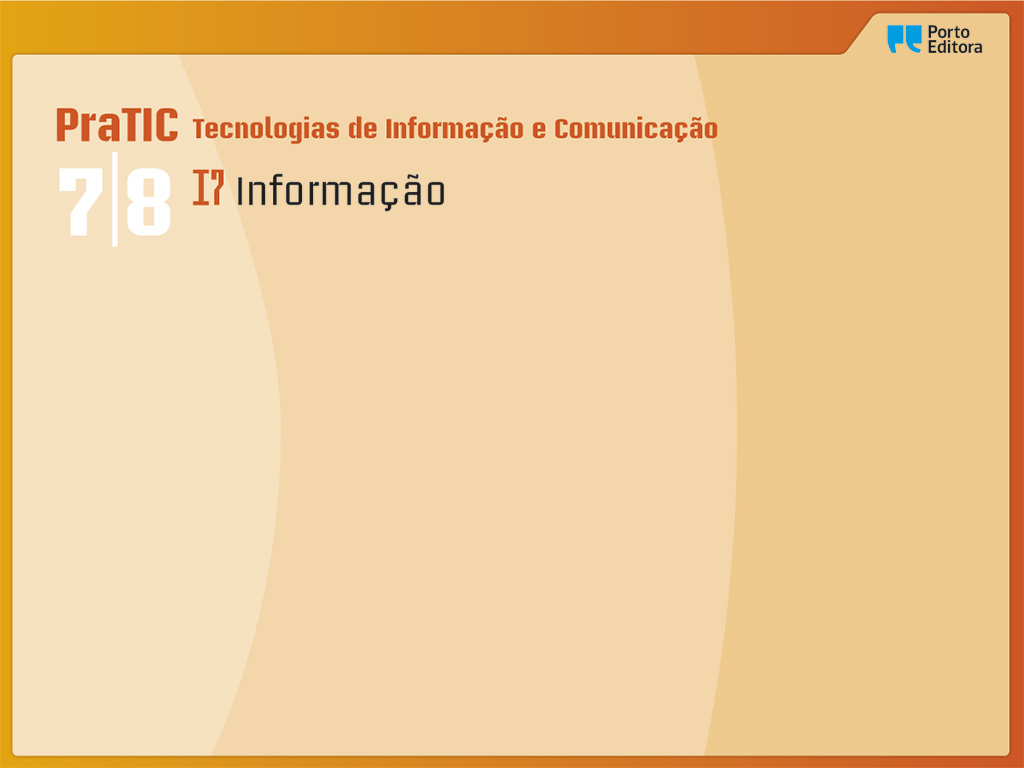 Porto
Editora
PraTIC Tecnologias de Informação e Comunicação
7|8 I7 Informação